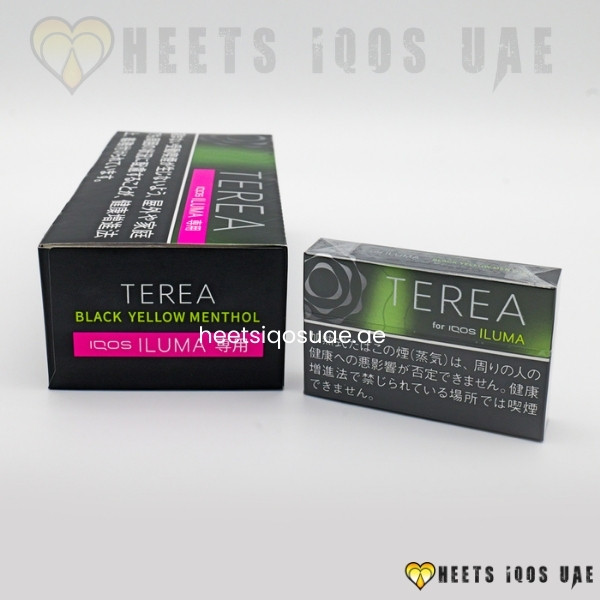 HEETS iQOS UAE
TEREA
IQOS ILUMA 専用
TEREA
BLACK YELLOW MENTHOL
IQOS ILUMA 専用
heetsiqosuae.ae
TEREA
for IQOS ILUMA
この煙(蒸気)は、周りの人の
健康への悪影響が否定できません。健康
増進法で禁じられている場所では喫煙
できません。
HEETS iQOS UAE